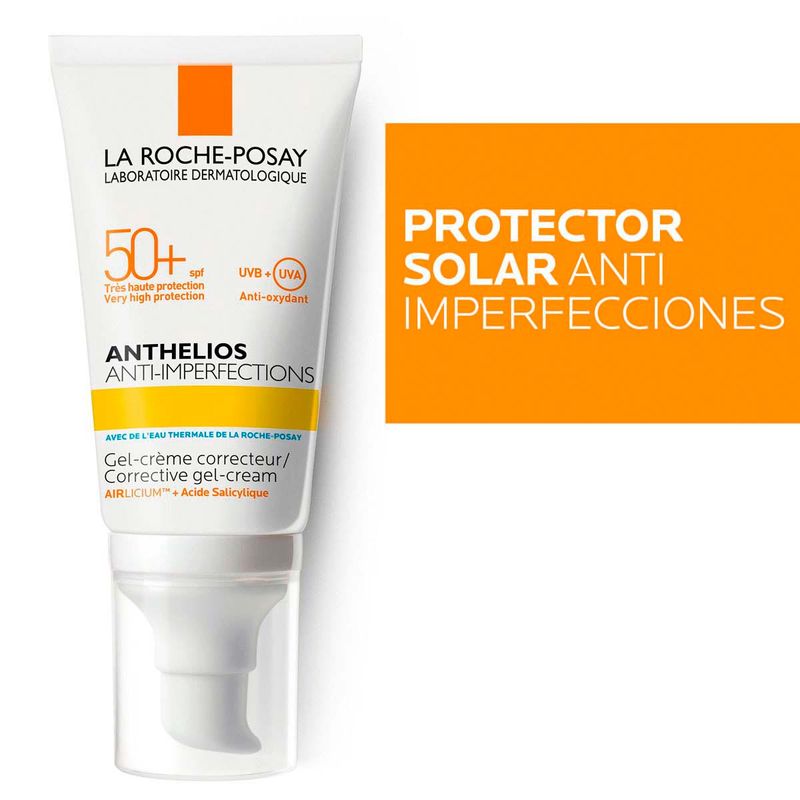 LA ROCHE-POSAY
LABORATOIRE DERMATOLOGIQUE
50+ spf
Très haute protection
Very high protection
UVB + UVA
Anti-oxydant
ANTHELIOS
ANTI-IMPERFECTIONS
AVEC DE L'EAU THERMALE DE LA ROCHE-POSAY
Gel-crème correcteur/
Corrective gel-cream
AIRLICIUM™ + Acide Salicylique
PROTECTOR
SOLAR ANTI
IMPERFECCIONES